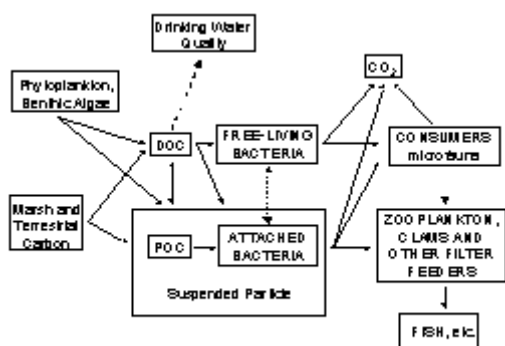 Drinking Water
Quality
CO₂
Phytoplankton,
Benthic Algae
DOC
FREE-LIVING
BACTERIA
CONSUMERS
microfauna
Marsh and
Terrestrial
Carbon
POC
ATTACHED
BACTERIA
Suspended Particle
ZOOPLANKTON,
CLAMS AND
OTHER FILTER
FEEDERS
FISH, etc.